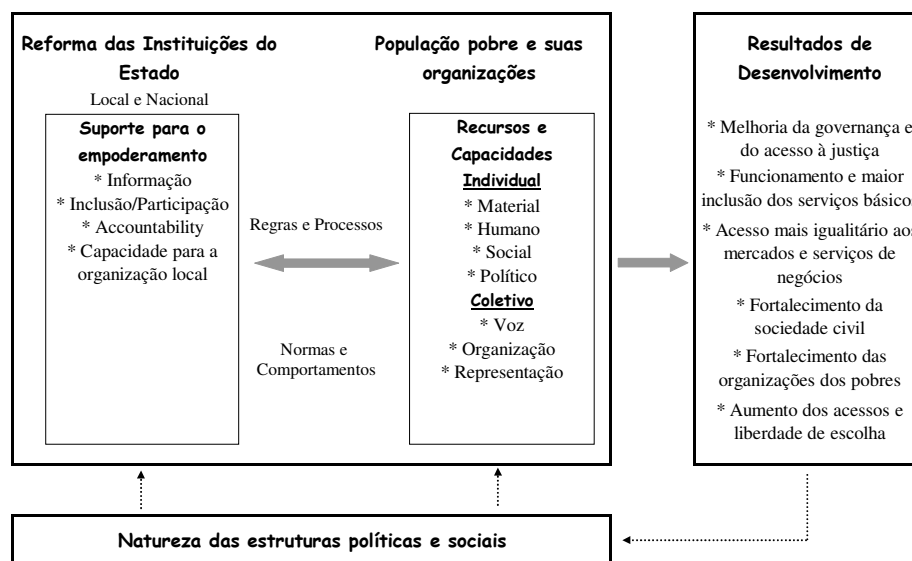 Reforma das Instituições do
Estado
Local e Nacional
Suporte para o
empoderamento
* Informação
* Inclusão/Participação
* Accountability
* Capacidade para a
organização local
Regras e Processos
Normas e
Comportamentos
População pobre e suas
organizações
Recursos e
Capacidades
Individual
* Material
* Humano
* Social
* Político
Coletivo
* Voz
* Organização
* Representação
Resultados de
Desenvolvimento
* Melhoria da governança e
do acesso à justiça
* Funcionamento e maior
inclusão dos serviços básicos
* Acesso mais igualitário aos
mercados e serviços de
negócios
* Fortalecimento da
sociedade civil
* Fortalecimento das
organizações dos pobres
* Aumento dos acessos e
liberdade de escolha
Natureza das estruturas políticas e sociais